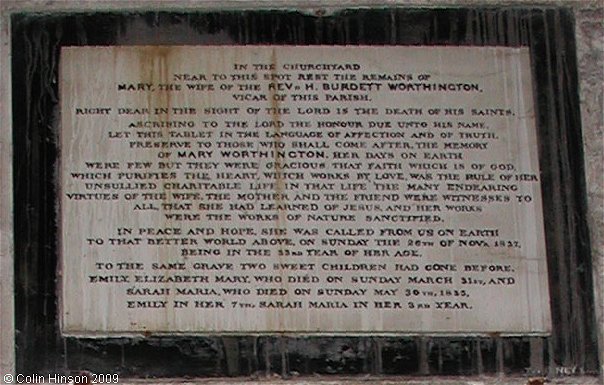 IN THE CHURCHYARD
NEAR TO THIS SPOT REST THE REMAINS OF
MARY, THE WIFE OF THE REVD H. BURDETT WORTHINGTON,
VICAR OF THIS PARISH.
RIGHT DEAR IN THE SIGHT OF THE LORD IS THE DEATH OF HIS SAINTS.
ASCRIBING TO THE LORD THE HONOUR DUE UNTO HIS NAME,
LET THIS TABLET IN THE LANGUAGE OF AFFECTION AND OF TRUTH,
PRESERVE TO THOSE WHO SHALL COME AFTER, THE MEMORY
OF MARY WORTHINGTON. HER DAYS ON EARTH
WERE FEW BUT THEY WERE GRACIOUS THAT FAITH WHICH IS OF GOD,
WHICH PURIFIES THE HEART, WHICH WORKS BY LOVE, WAS THE RULE OF HER
UNSULLIED CHARITABLE LIFE. IN THAT LIFE THE MANY ENDEARING
VIRTUES OF THE WIFE, THE MOTHER AND THE FRIEND WERE WITNESSES TO
ALL, THAT SHE HAD LEARNED OF JESUS, AND HER WORKS
WERE THE WORKS OF NATURE SANCTIFIED.
IN PEACE AND HOPE, SHE WAS CALLED FROM US ON EARTH
TO THAT BETTER WORLD ABOVE, ON SUNDAY THE 26TH OF NOVR. 1837,
BEING IN THE 33RD YEAR OF HER AGE.
TO THE SAME GRAVE TWO SWEET CHILDREN HAD GONE BEFORE,
EMILY ELIZABETH MARY, WHO DIED ON SUNDAY MARCH 31ST, AND
SARAH MARIA, WHO DIED ON SUNDAY MAY 30TH, 1835,
EMILY IN HER 7TH, SARAH MARIA IN HER 3RD YEAR.
©Colin Hinson 2009